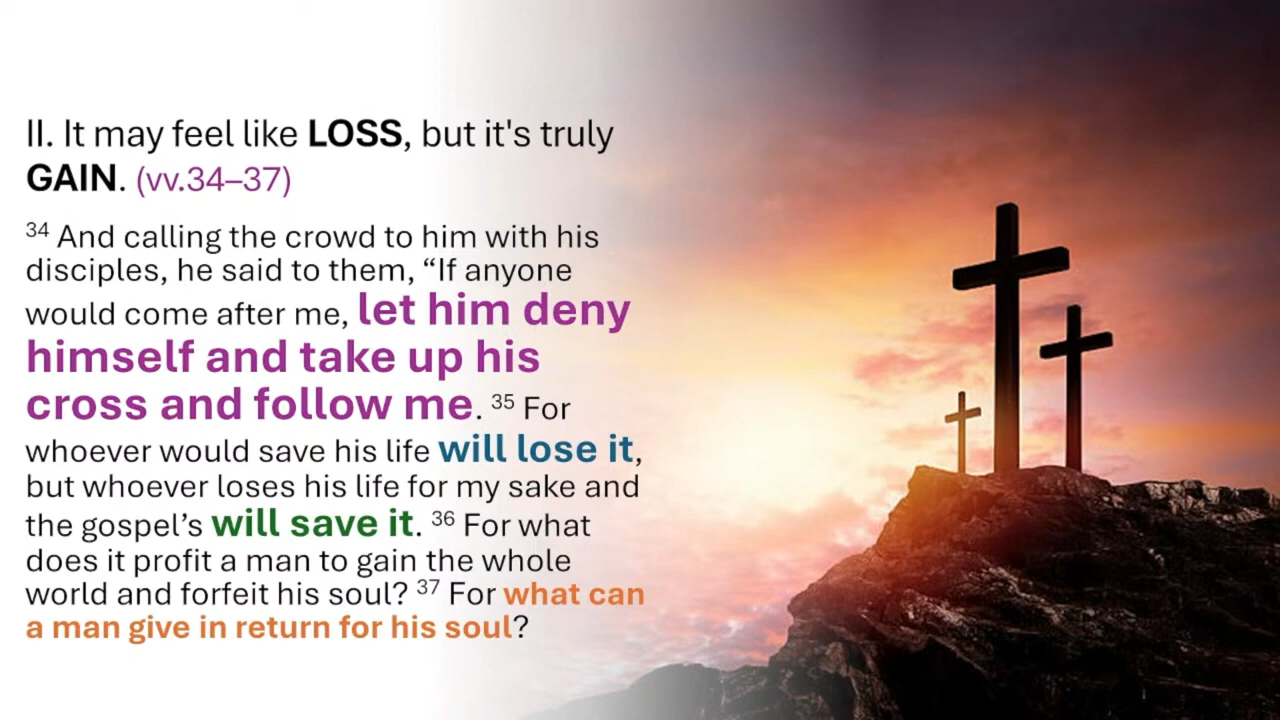 II. It may feel like LOSS, but it's truly
GAIN. (vv.34–37)
34 And calling the crowd to him with his
disciples, he said to them, “If anyone
would come after me, let him deny
himself and take up his
cross and follow me. 35 For
whoever would save his life will lose it,
but whoever loses his life for my sake and
the gospel’s will save it. 36 For what
does it profit a man to gain the whole
world and forfeit his soul? 37 For what can
a man give in return for his soul?